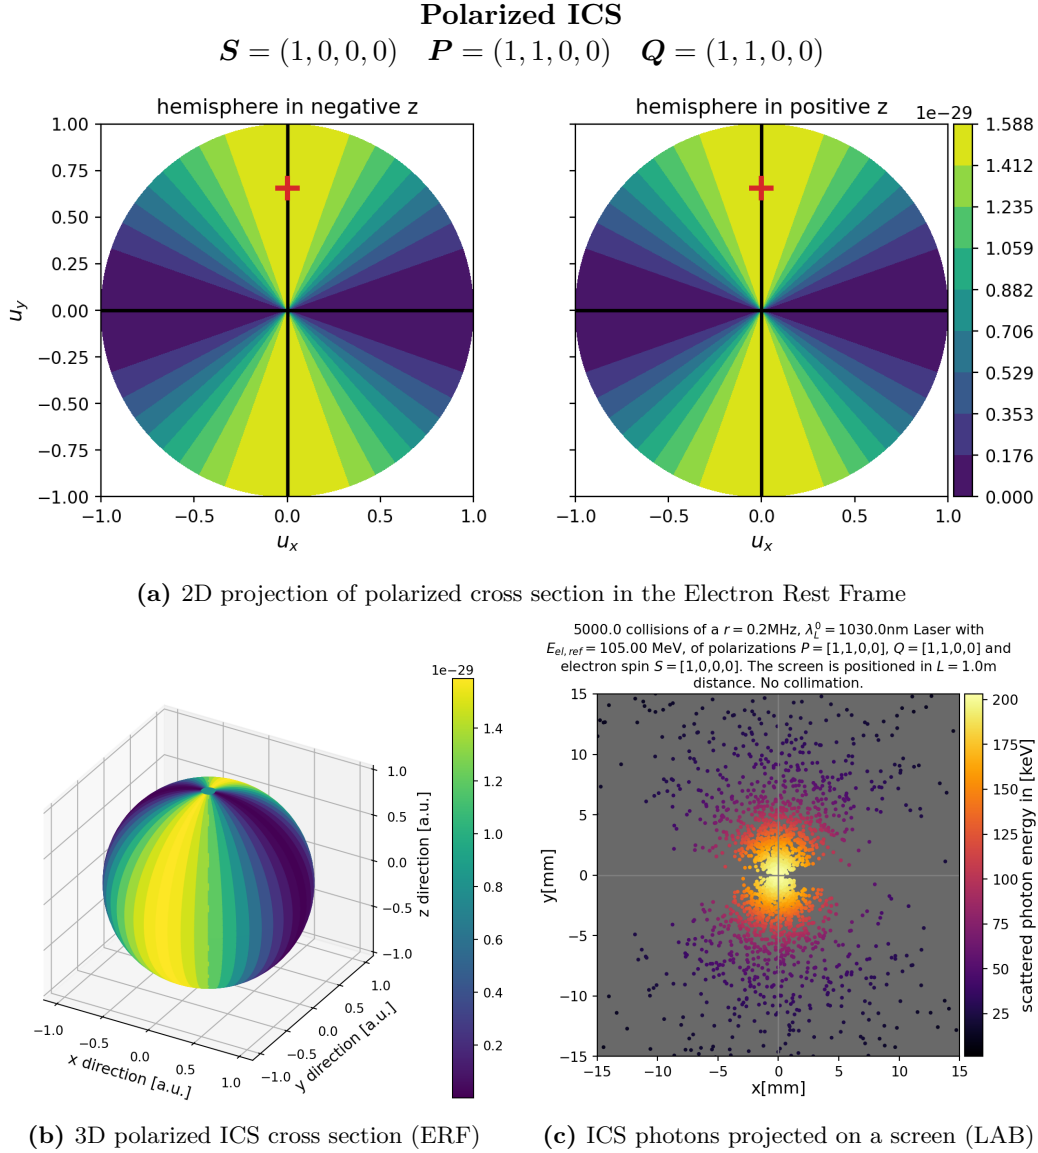 Polarized ICS
S = (1, 0, 0, 0) P = (1, 1, 0, 0) Q = (1, 1, 0, 0)
hemisphere in negative z
1.00
0.75
0.50
0.25
0.00
−0.25
−0.50
−0.75
−1.00
u_y
−1.0 −0.5 0.0 0.5 1.0
u_x
hemisphere in positive z
−1.0 −0.5 0.0 0.5 1.0
u_x
1e−29
1.588
1.412
1.235
1.059
0.882
0.706
0.529
0.353
0.176
0.000
(a) 2D projection of polarized cross section in the Electron Rest Frame
1e−29
1.4
1.2
1.0
0.8
0.6
0.4
0.2
1.0
0.5
0.0
−0.5
−1.0
z direction [a.u.]
−1.0 −0.5 0.0 0.5 1.0
x direction [a.u.]
−1.0 −0.5 0.0 0.5 1.0
y direction [a.u.]
(b) 3D polarized ICS cross section (ERF)
5000.0 collisions of a r = 0.2MHz, λ_L^0 = 1030.0nm Laser with
E_{el, ref} = 105.00 MeV, of polarizations P = [1,1,0,0], Q = [1,1,0,0] and
electron spin S = [1,0,0,0]. The screen is positioned in L = 1.0m
distance. No collimation.
15
10
5
0
−5
−10
−15
y[mm]
−15 −10 −5 0 5 10 15
x[mm]
200
175
150
125
100
75
50
25
scattered photon energy in [keV]
(c) ICS photons projected on a screen (LAB)